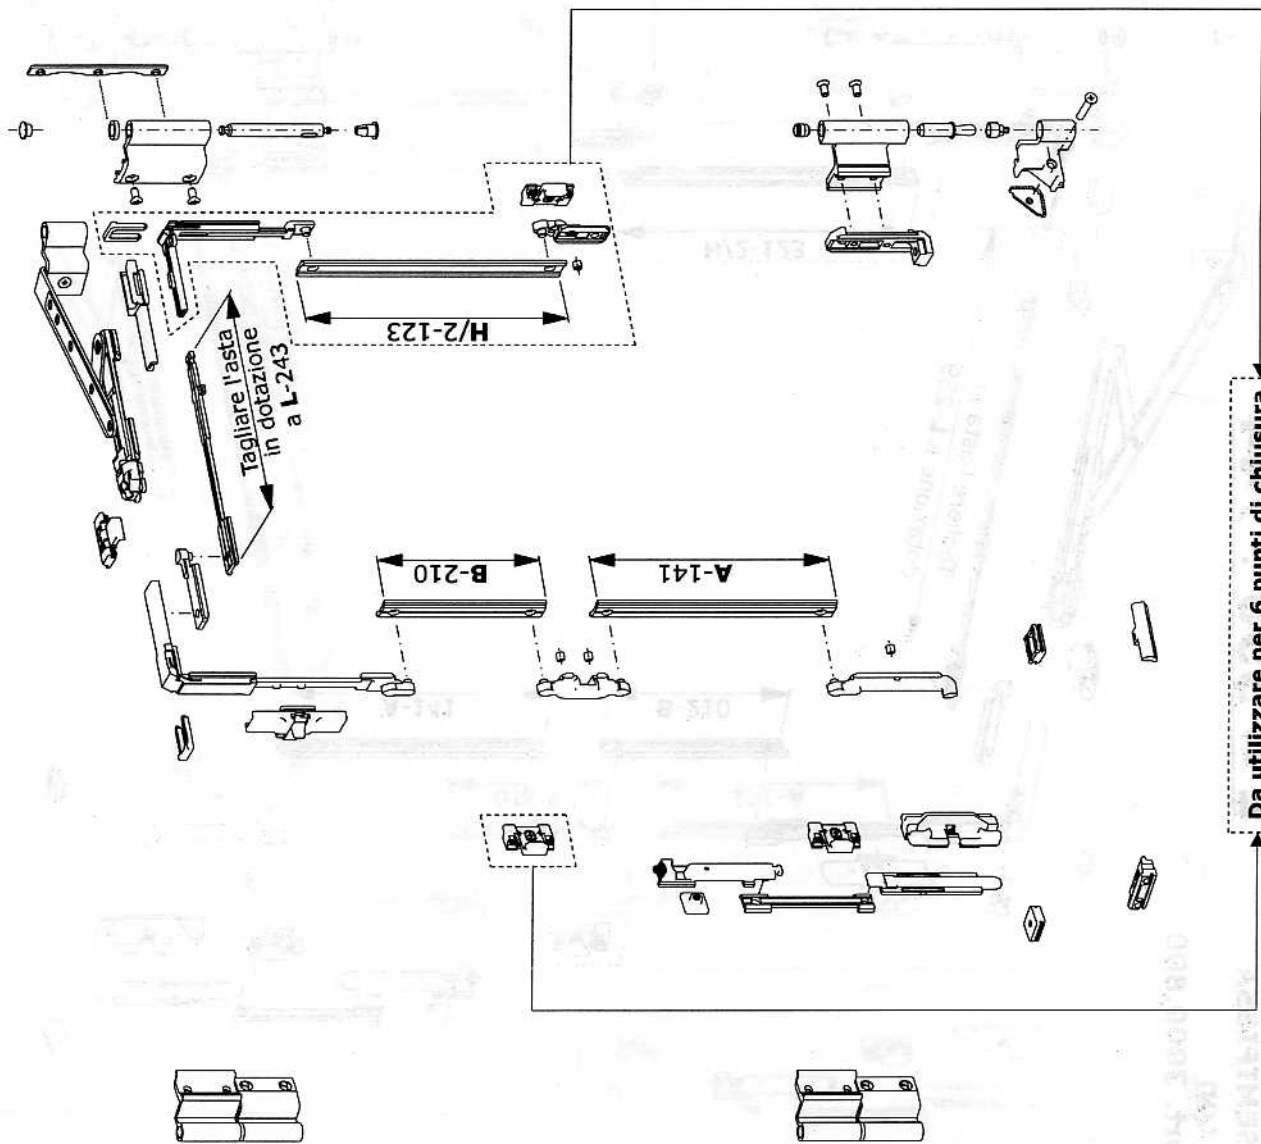 H/2-123
Tagliare l'asta
in dotazione
a L-243
B-210
A-141
Da utilizzare per 6 punti di chiusura